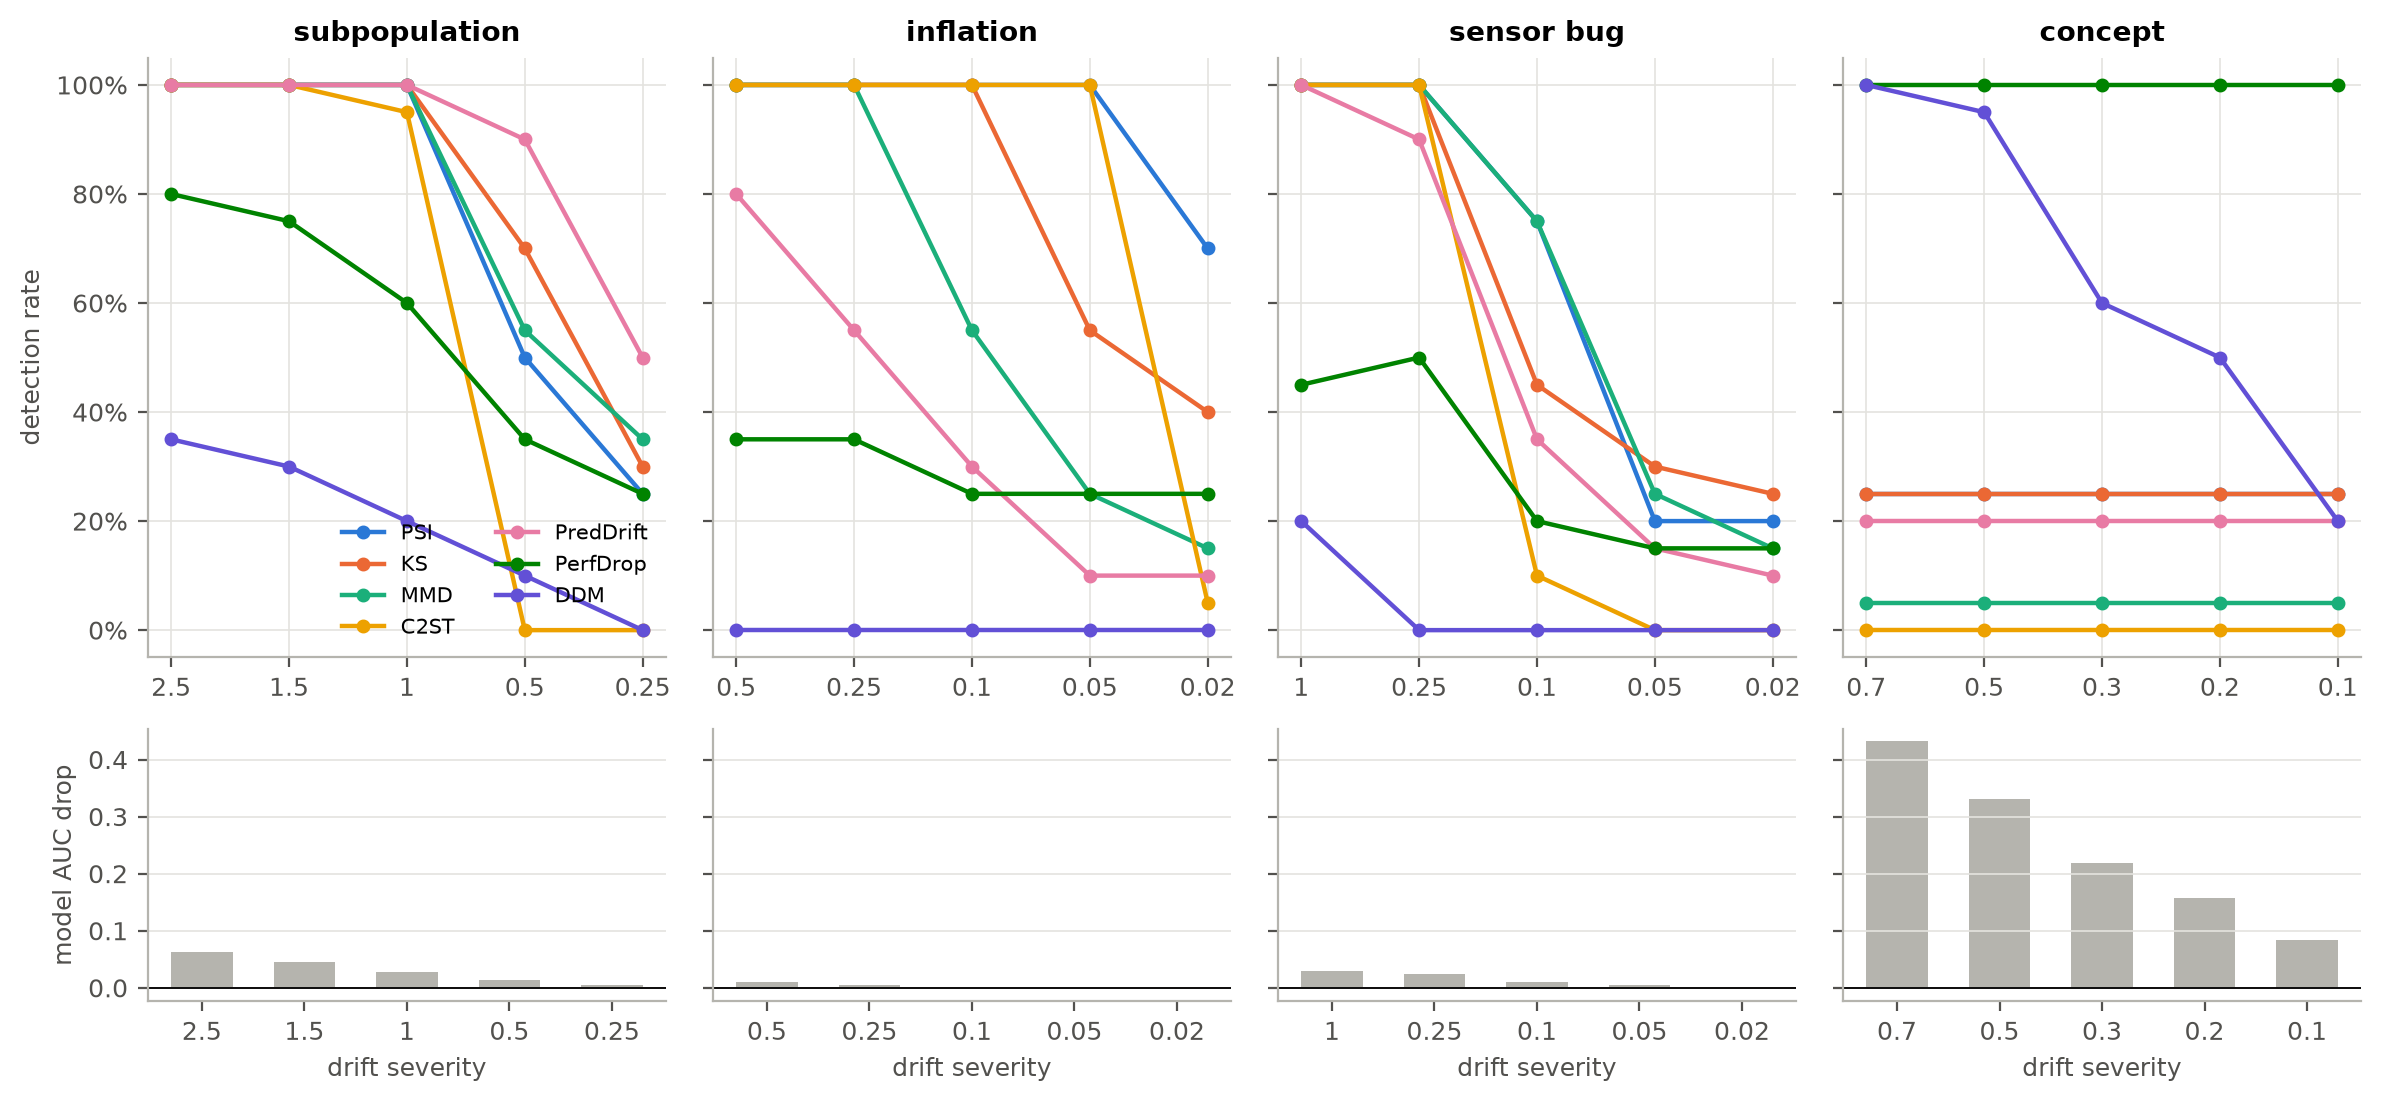 subpopulation inflation sensor bug concept
100%
80%
60%
40%
20%
0%
detection rate
PSI PredDrift
KS PerfDrop
MMD DDM
C2ST
2.5 1.5 1 0.5 0.25 0.5 0.25 0.1 0.05 0.02 1 0.25 0.1 0.05 0.02 0.7 0.5 0.3 0.2 0.1
0.4
0.3
0.2
0.1
0.0
model AUC drop
2.5 1.5 1 0.5 0.25 0.5 0.25 0.1 0.05 0.02 1 0.25 0.1 0.05 0.02 0.7 0.5 0.3 0.2 0.1
drift severity drift severity drift severity drift severity